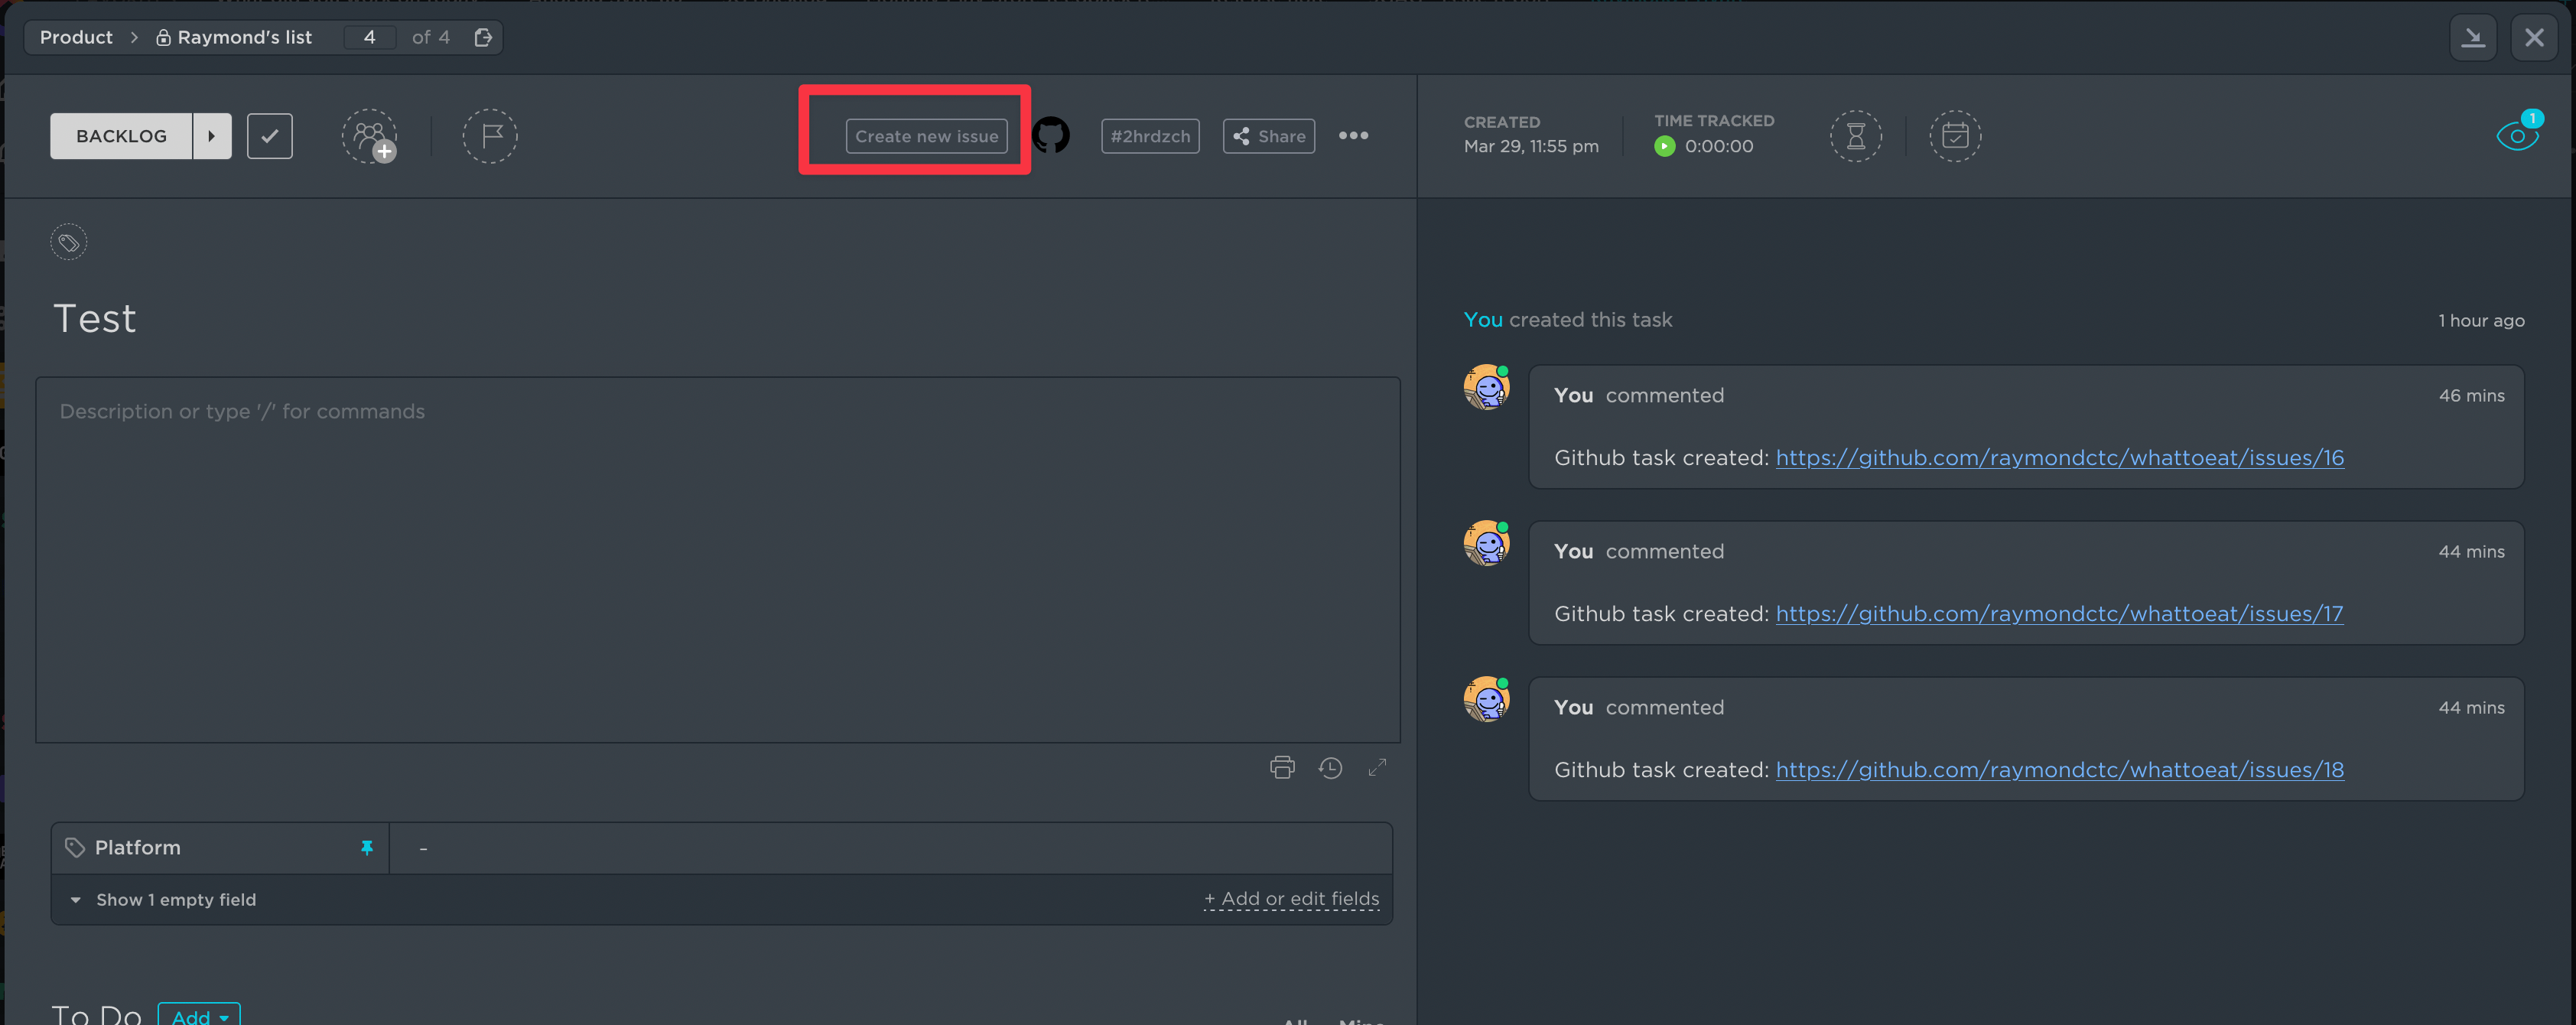 Product > Raymond's list 4 of 4
BACKLOG
Create new issue
#2hrdzch
Share
CREATED
Mar 29, 11:55 pm
TIME TRACKED
0:00:00
1
Test
Description or type '/' for commands
Platform -
Show 1 empty field
+ Add or edit fields
To Do Add
You created this task 1 hour ago
You commented 46 mins
Github task created: https://github.com/raymondctc/whattoeat/issues/16
You commented 44 mins
Github task created: https://github.com/raymondctc/whattoeat/issues/17
You commented 44 mins
Github task created: https://github.com/raymondctc/whattoeat/issues/18